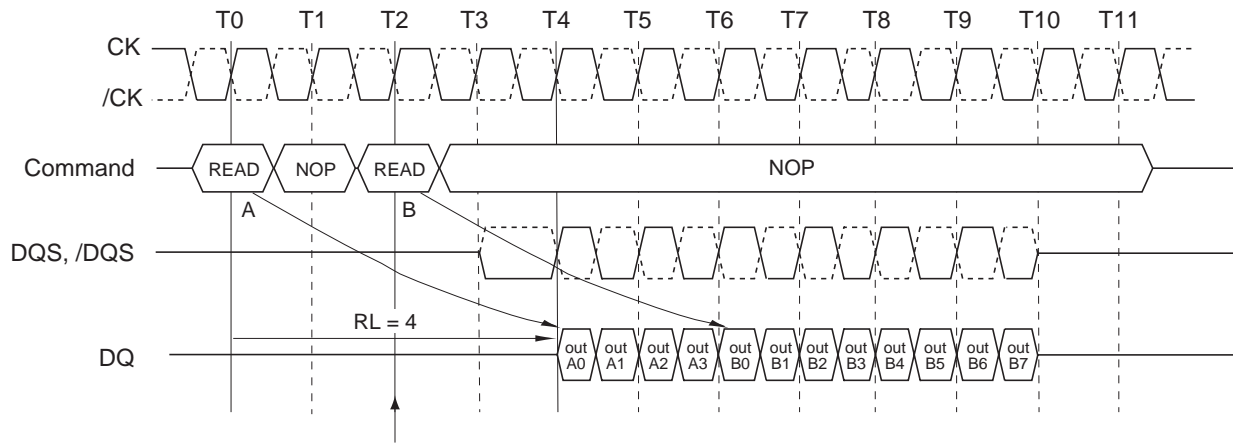 T0 T1 T2 T3 T4 T5 T6 T7 T8 T9 T10 T11
CK
/CK
Command READ NOP READ NOP
A B
DQS, /DQS
RL = 4
DQ
out A0
out A1
out A2
out A3
out B0
out B1
out B2
out B3
out B4
out B5
out B6
out B7